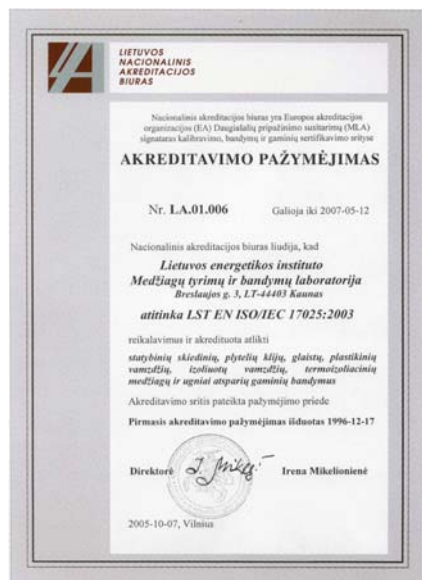 LIETUVOS
NACIONALINIS
AKREDITACIJOS
BIURAS
Nacionalinis akreditacijos biuras yra Europos akreditacijos
organizacijos (EA) Daugiašalių pripažinimo susitarimų (MLA)
signataras kalibravimo, bandymų ir gaminių sertifikavimo srityse
AKREDITAVIMO PAŽYMĖJIMAS
Nr. LA.01.006 Galioja iki 2007-05-12
Nacionalinis akreditacijos biuras liudija, kad
Lietuvos energetikos instituto
Medžiagų tyrimų ir bandymų laboratorija
Breslaujos g. 3, LT-44403 Kaunas
atitinka LST EN ISO/IEC 17025:2003
reikalavimus ir akredituota atlikti
statybinių skiedinių, plytelių klijų, glaistų, plastikinių
vamzdžių, izoliuotų vamzdžių, termoizoliacinių
medžiagų ir ugniai atsparių gaminių bandymus
Akreditavimo sritis pateikta pažymėjimo priede
Pirmasis akreditavimo pažymėjimas išduotas 1996-12-17
Direktorė Irena Mikelionienė
2005-10-07, Vilnius